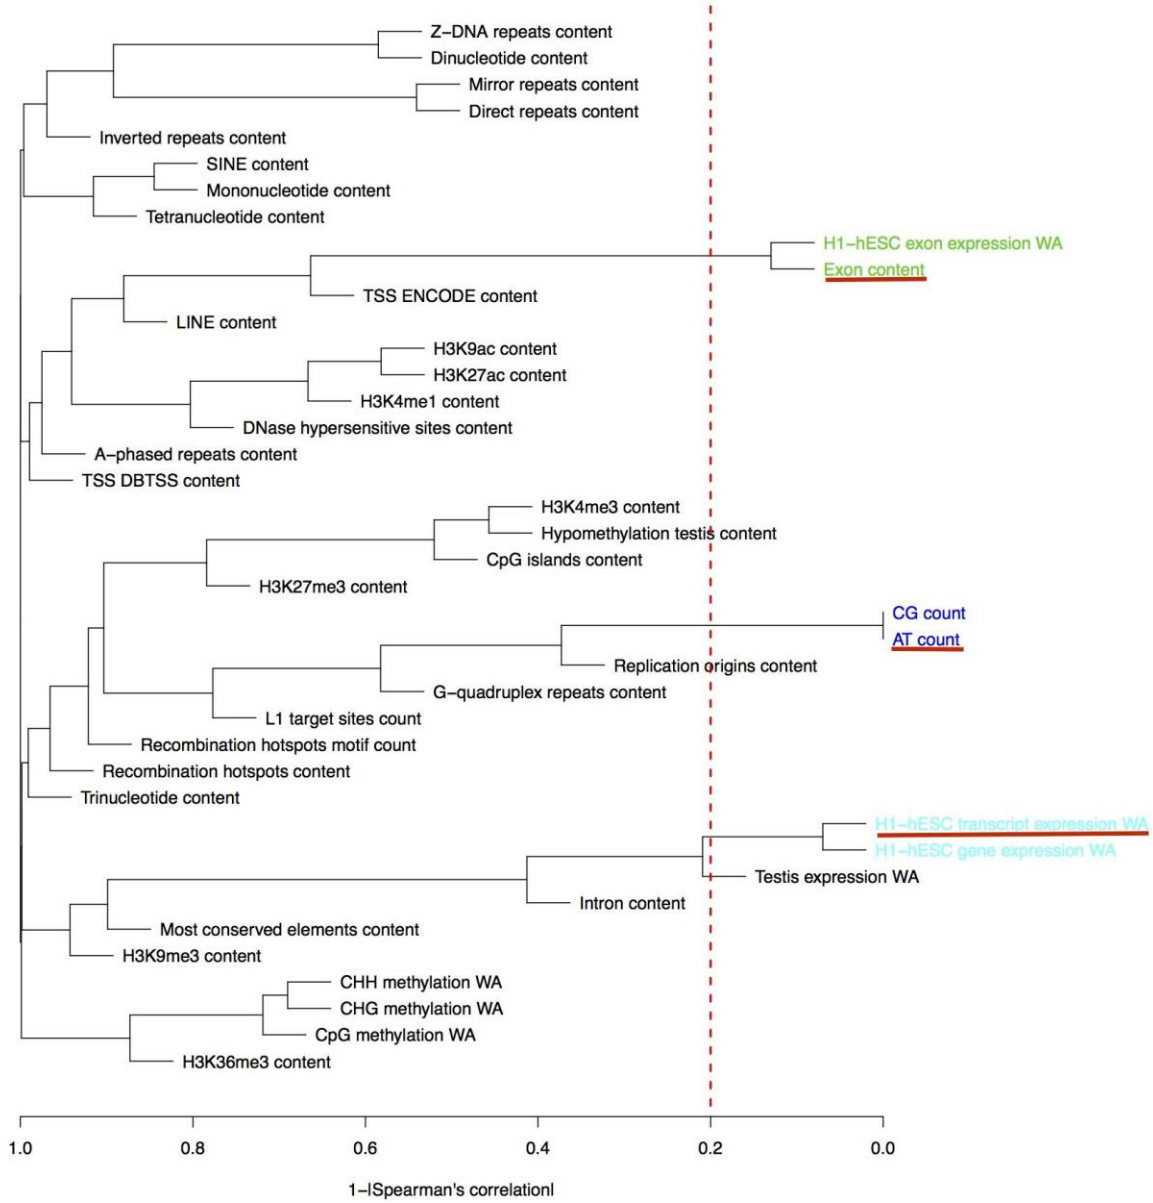 Z−DNA repeats content
Dinucleotide content
Mirror repeats content
Direct repeats content
Inverted repeats content
SINE content
Mononucleotide content
Tetranucleotide content
H1−hESC exon expression WA
Exon content
TSS ENCODE content
LINE content
H3K9ac content
H3K27ac content
H3K4me1 content
DNase hypersensitive sites content
A−phased repeats content
TSS DBTSS content
H3K4me3 content
Hypomethylation testis content
CpG islands content
H3K27me3 content
CG count
AT count
Replication origins content
G−quadruplex repeats content
L1 target sites count
Recombination hotspots motif count
Recombination hotspots content
Trinucleotide content
H1−hESC transcript expression WA
H1−hESC gene expression WA
Testis expression WA
Intron content
Most conserved elements content
H3K9me3 content
CHH methylation WA
CHG methylation WA
CpG methylation WA
H3K36me3 content
1.0 0.8 0.6 0.4 0.2 0.0
1−|Spearman's correlation|